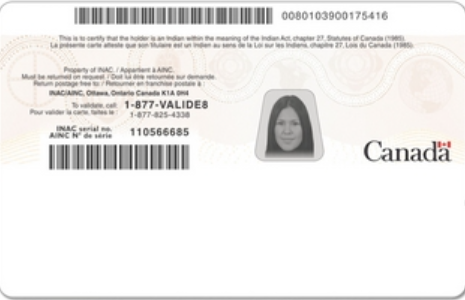 0080103900175416
This is to certify that the holder is an Indian within the meaning of the Indian Act, chapter 27, Statutes of Canada (1985).
La présente carte atteste que son titulaire est un Indien au sens de la Loi sur les Indiens, chapitre 27, Lois du Canada (1985).
Property of INAC. / Appartient à AINC.
Must be returned on request. / Doit lui être retournée sur demande.
Return postage free to: / Retourner en franchise postale à :
INAC/AINC, Ottawa, Ontario Canada K1A 0H4
To validate, call: 1-877-VALIDE8
Pour valider la carte, faites le : 1-877-825-4338
INAC serial no.
AINC N° de série 110566685
Canada